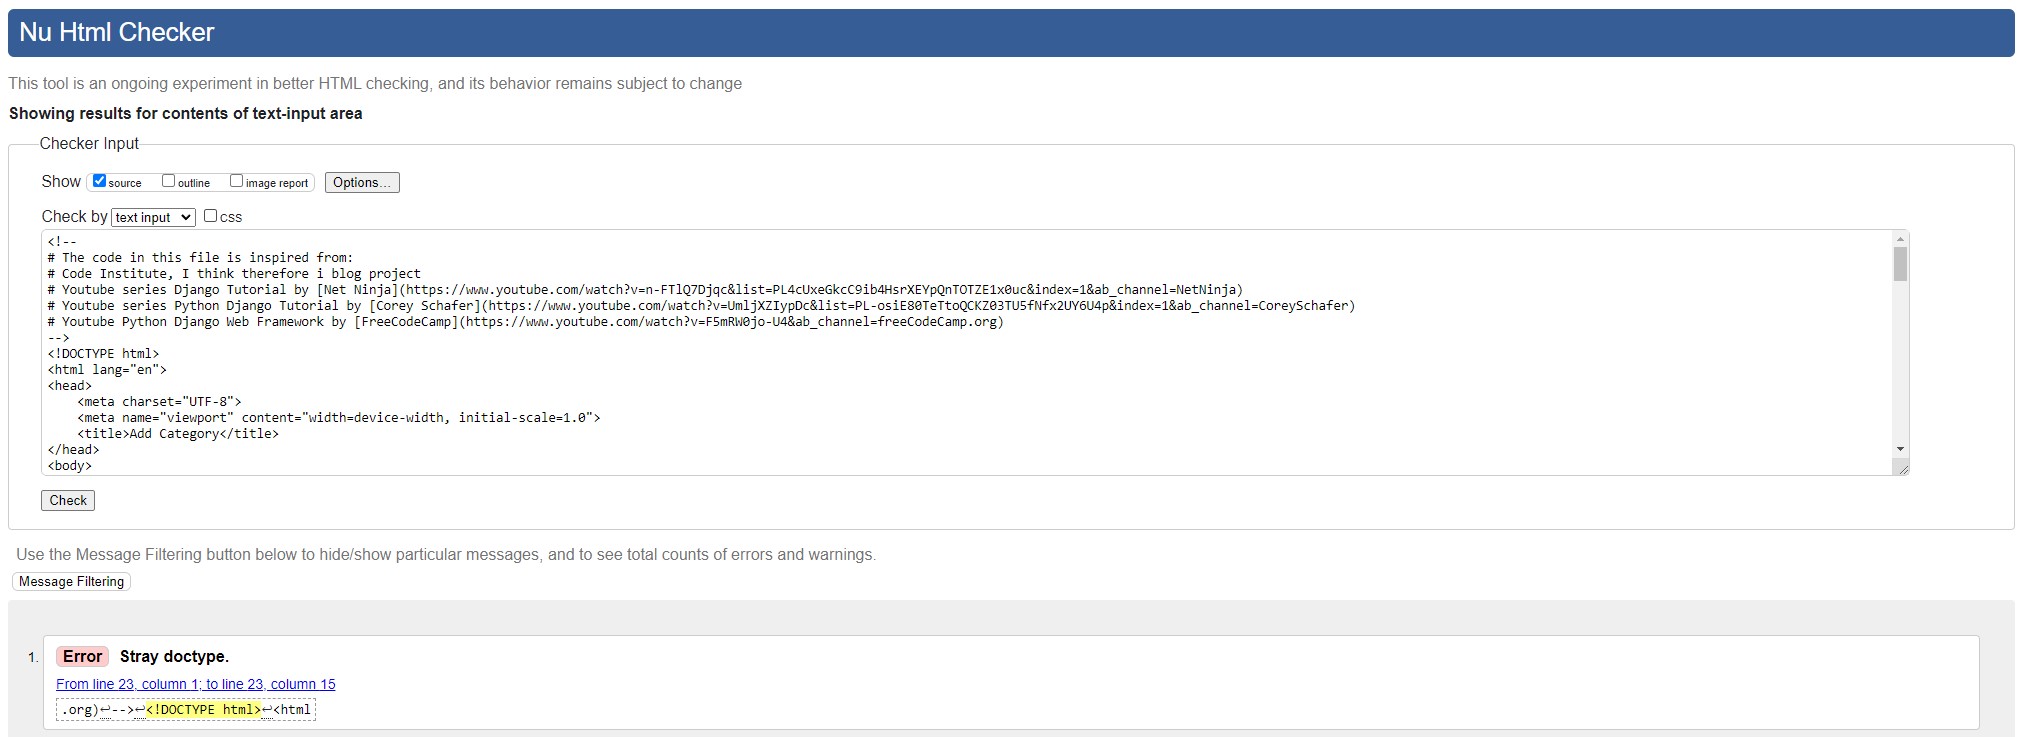 Nu Html Checker
This tool is an ongoing experiment in better HTML checking, and its behavior remains subject to change
Showing results for contents of text-input area
Checker Input
Show source outline image report Options...
Check by text input css
<!--
# The code in this file is inspired from:
# Code Institute, I think therefore i blog project
# Youtube series Django Tutorial by [Net Ninja](https://www.youtube.com/watch?v=n-FTlQ7Djqc&list=PL4cUxeGkcC9ib4HsrXEYpQnTOTZE1x0uc&index=1&ab_channel=NetNinja)
# Youtube series Python Django Tutorial by [Corey Schafer](https://www.youtube.com/watch?v=UmljXZIypDc&list=PL-osiE80TeTtoQCKZ03TU5fNfx2UY6U4p&index=1&ab_channel=CoreySchafer)
# Youtube Python Django Web Framework by [FreeCodeCamp](https://www.youtube.com/watch?v=F5mRW0jo-U4&ab_channel=freeCodeCamp.org)
-->
<!DOCTYPE html>
<html lang="en">
<head>
    <meta charset="UTF-8">
    <meta name="viewport" content="width=device-width, initial-scale=1.0">
    <title>Add Category</title>
</head>
<body>
Check
Use the Message Filtering button below to hide/show particular messages, and to see total counts of errors and warnings.
Message Filtering
1. Error Stray doctype.
From line 23, column 1; to line 23, column 15
.org)↩--><!DOCTYPE html>↩<html